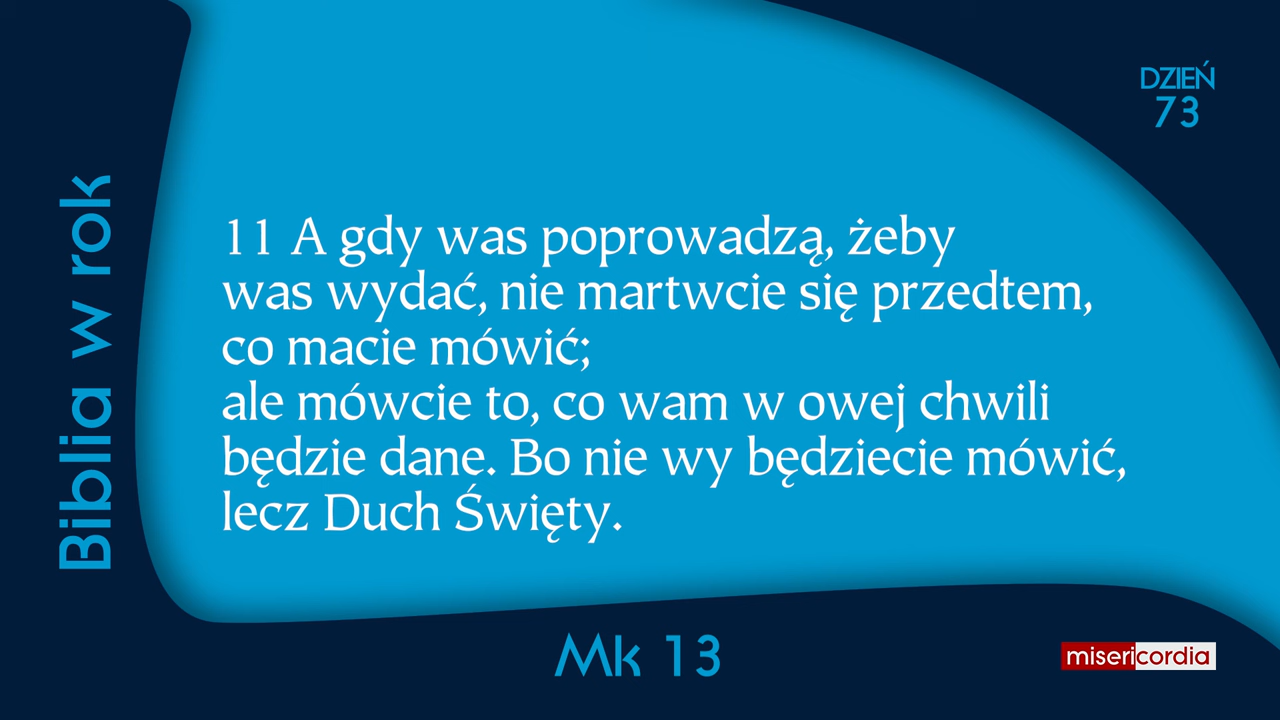 DZIEŃ
73
Biblia w rok
11 A gdy was poprowadzą, żeby
was wydać, nie martwcie się przedtem,
co macie mówić;
ale mówcie to, co wam w owej chwili
będzie dane. Bo nie wy będziecie mówić,
lecz Duch Święty.
Mk 13
misericordia